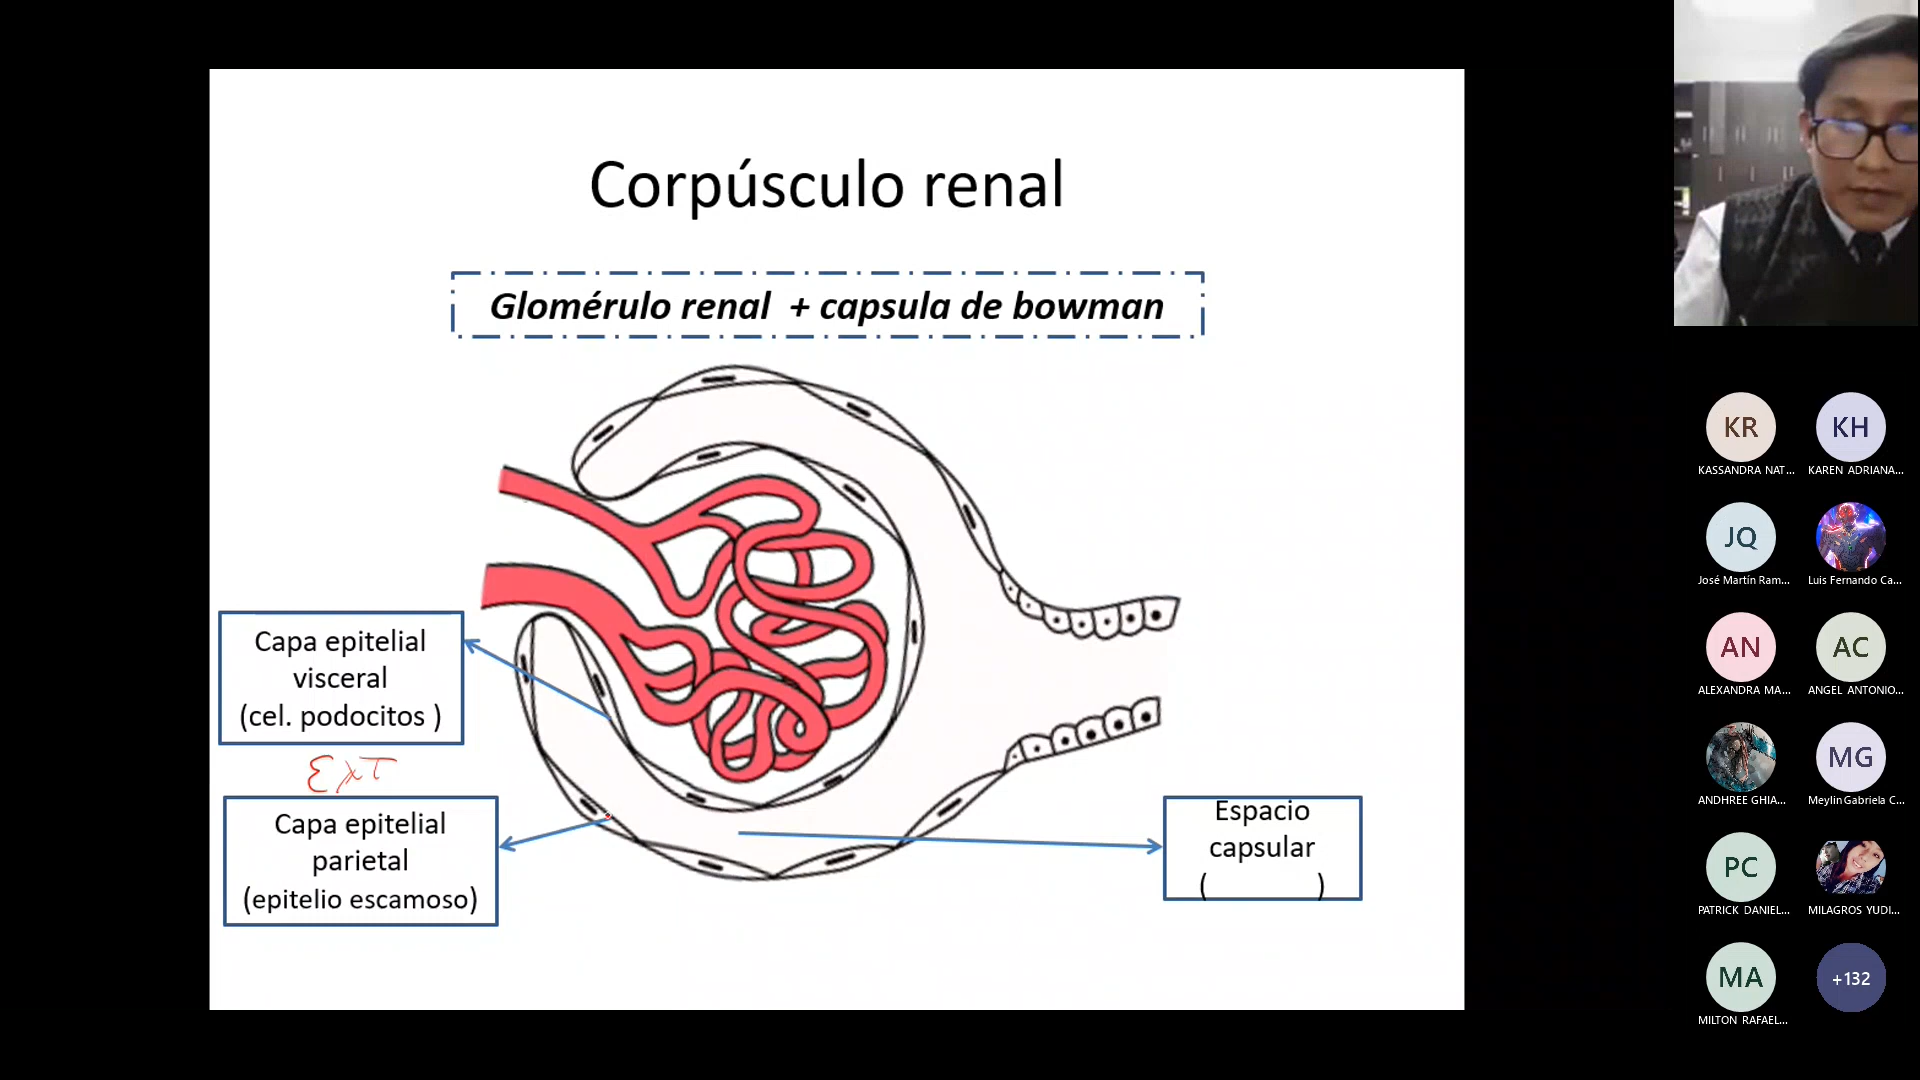 Corpúsculo renal
Glomérulo renal + capsula de bowman
Capa epitelial
visceral
(cel. podocitos )
EXT
Capa epitelial
parietal
(epitelio escamoso)
Espacio
capsular
( )
KR
KH
KASSANDRA NAT...
KAREN ADRIANA...
JQ
José Martín Ram...
Luis Fernando Ca...
AN
AC
ALEXANDRA MA...
ANGEL ANTONIO...
MG
ANDHREE GHIA...
Meylin Gabriela C...
PC
PATRICK DANIEL...
MILAGROS YUDI...
MA
+132
MILTON RAFAEL...